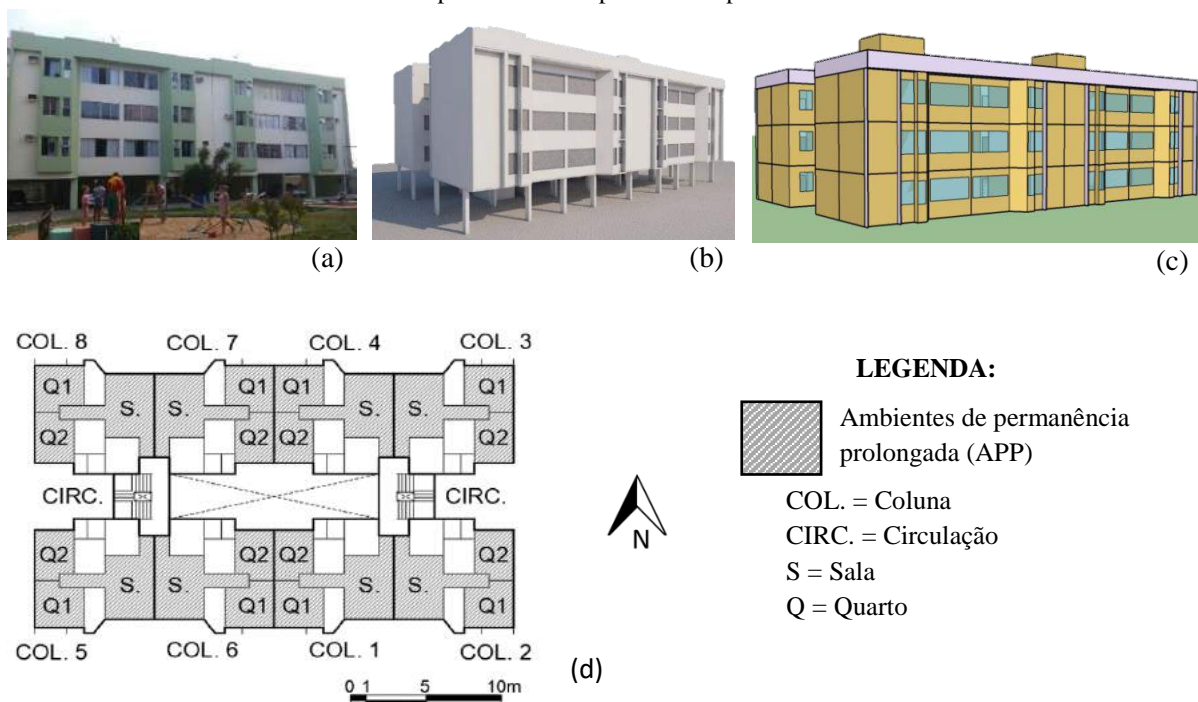 (a)
(b)
(c)
COL. 8 COL. 7 COL. 4 COL. 3
Q1 Q1 Q1 Q1
S. S. S. S.
Q2 Q2 Q2 Q2
CIRC. CIRC.
Q2 Q2 Q2 Q2
S. S. S. S.
Q1 Q1 Q1 Q1
COL. 5 COL. 6 COL. 1 COL. 2
(d)
0 1 5 10m
N
LEGENDA:
Ambientes de permanência
prolongada (APP)
COL. = Coluna
CIRC. = Circulação
S = Sala
Q = Quarto